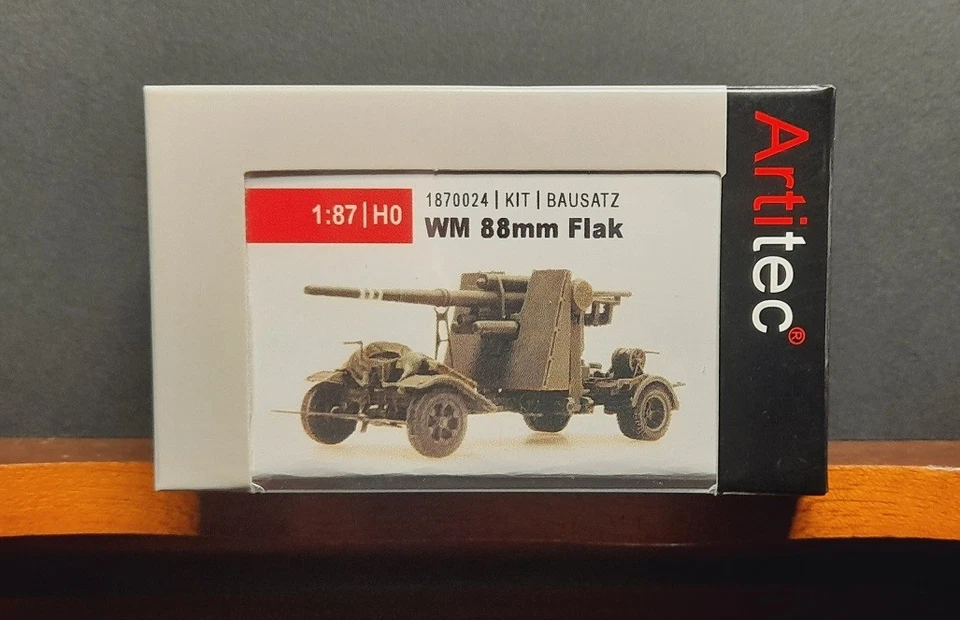 1:87|H0
1870024 | KIT | BAUSATZ
WM 88mm Flak
Artitec®